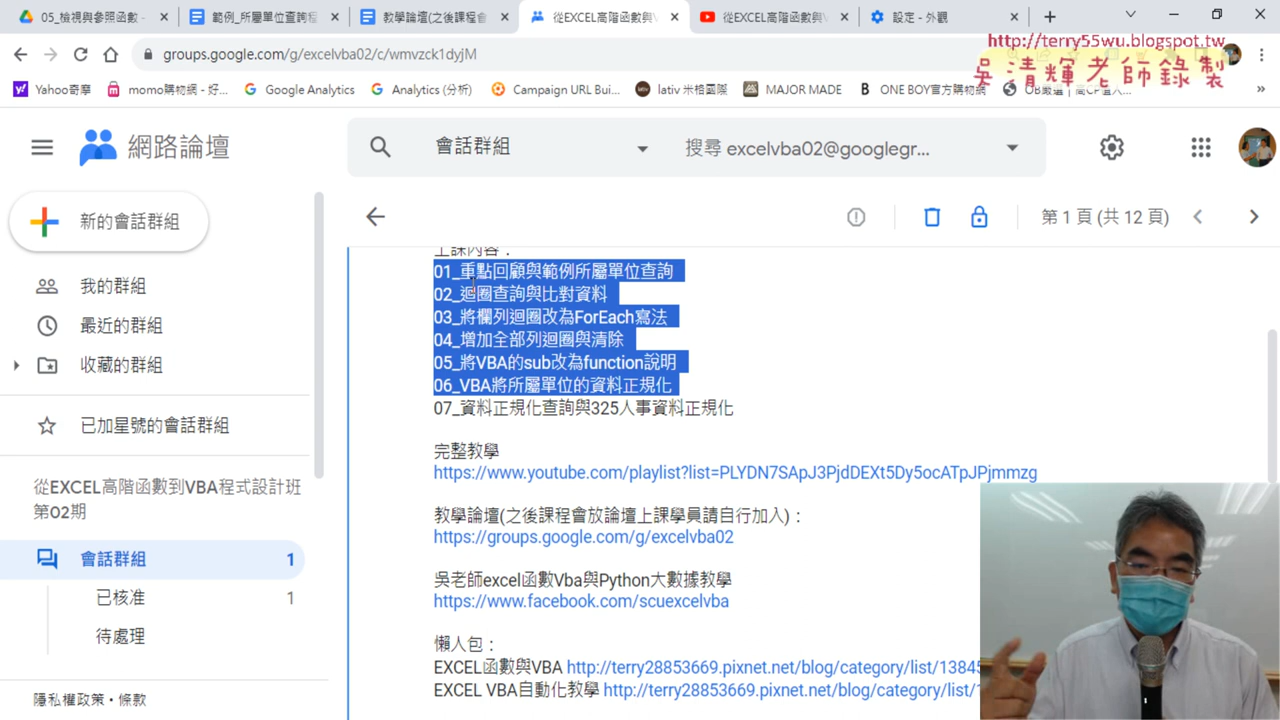 05_檢視與參照函數 -
範例_所屬單位查詢程
教學論壇(之後課程會
從EXCEL高階函數與V
從EXCEL高階函數與V
設定 - 外觀
groups.google.com/g/excelvba02/c/wmvzck1dyjM
http://terry55wu.blogspot.tw
吳清輝老師錄製
Yahoo奇摩
momo購物網 - 好...
Google Analytics
Analytics (分析)
Campaign URL Bui...
lativ 米格國際
MAJOR MADE
ONE BOY官方購物網
網路論壇
會話群組
搜尋 excelvba02@googlegr...
新的會話群組
第 1 頁 (共 12 頁)
我的群組
最近的群組
收藏的群組
已加星號的會話群組
從EXCEL高階函數到VBA程式設計班
第02期
會話群組 1
已核准 1
待處理
隱私權政策・條款
上課內容：
01_重點回顧與範例所屬單位查詢
02_迴圈查詢與比對資料
03_將欄列迴圈改為ForEach寫法
04_增加全部列迴圈與清除
05_將VBA的sub改為function說明
06_VBA將所屬單位的資料正規化
07_資料正規化查詢與325人事資料正規化
完整教學
https://www.youtube.com/playlist?list=PLYDN7SApJ3PjdDEXt5Dy5ocATpJPjmmzg
教學論壇(之後課程會放論壇上課學員請自行加入)：
https://groups.google.com/g/excelvba02
吳老師excel函數Vba與Python大數據教學
https://www.facebook.com/scuexcelvba
懶人包：
EXCEL函數與VBA http://terry28853669.pixnet.net/blog/category/list/13845
EXCEL VBA自動化教學 http://terry28853669.pixnet.net/blog/category/list/1